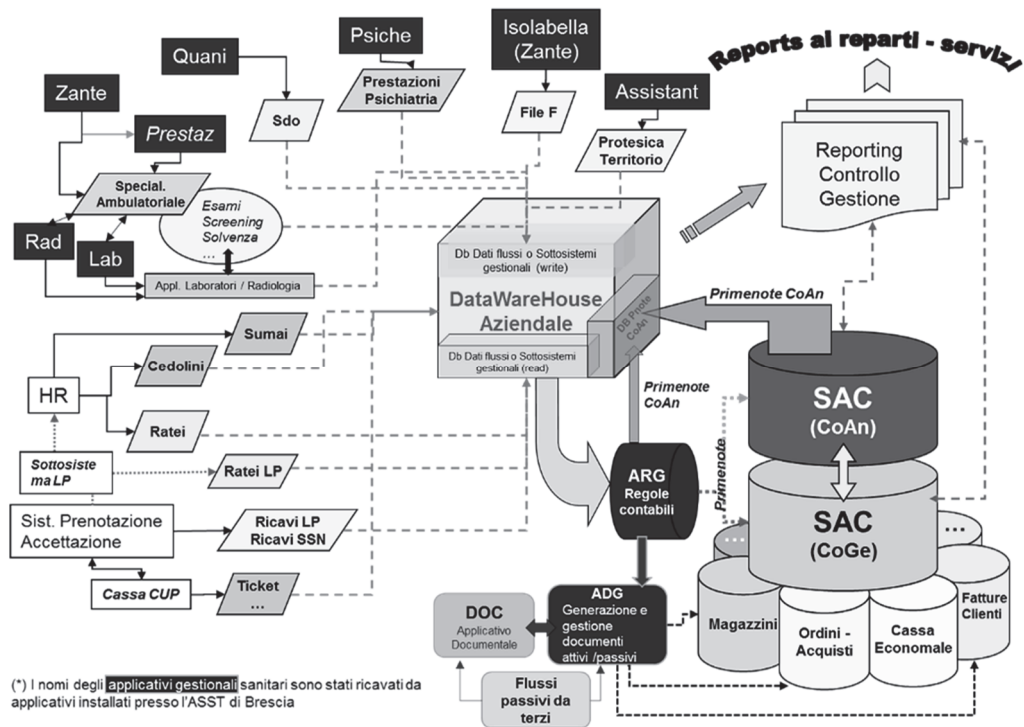 Quani
Psiche
Isolabella
(Zante)
Reports ai reparti - servizi
Zante
Prestaz
Sdo
Prestazioni
Psichiatria
File F
Assistant
Protesica
Territorio
Reporting
Controllo
Gestione
Special.
Ambulatoriale
Esami
Screening
Solvenza
...
Rad
Lab
Appl. Laboratori / Radiologia
Db Dati flussi o Sottosistemi
gestionali (write)
DataWareHouse
Aziendale
DB Pnote
CoAn
Db Dati flussi o Sottosistemi
gestionali (read)
Primenote CoAn
Sumai
Cedolini
HR
Ratei
Primenote
CoAn
SAC
(CoAn)
Sottosiste
ma LP
Ratei LP
ARG
Regole
contabili
Primenote
Sist. Prenotazione
Accettazione
Ricavi LP
Ricavi SSN
SAC
(CoGe)
...
...
Cassa CUP
Ticket
...
DOC
Applicativo
Documentale
ADG
Generazione e
gestione
documenti
attivi /passivi
Magazzini
Ordini -
Acquisti
Cassa
Economale
Fatture
Clienti
Flussi
passivi da
terzi
(*) I nomi degli applicativi gestionali sanitari sono stati ricavati da
applicativi installati presso l'ASST di Brescia